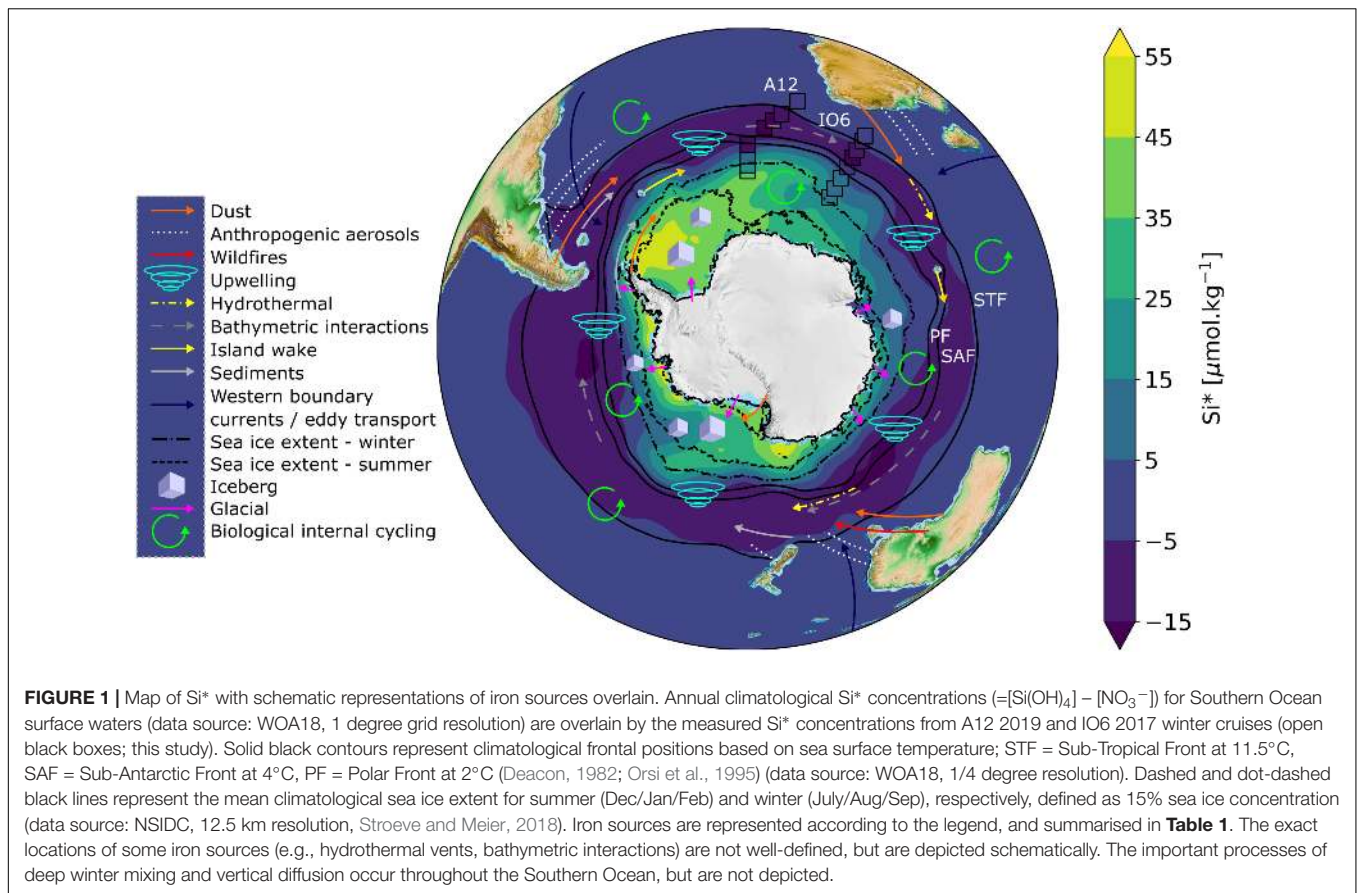 A12
IO6
STF
PF
SAF
Dust
Anthropogenic aerosols
Wildfires
Upwelling
Hydrothermal
Bathymetric interactions
Island wake
Sediments
Western boundary
currents / eddy transport
Sea ice extent - winter
Sea ice extent - summer
Iceberg
Glacial
Biological internal cycling
55
45
35
25
15
5
−5
−15
Si* [μmol.kg⁻¹]
FIGURE 1 | Map of Si* with schematic representations of iron sources overlain. Annual climatological Si* concentrations (=[Si(OH)₄] – [NO₃⁻]) for Southern Ocean
surface waters (data source: WOA18, 1 degree grid resolution) are overlain by the measured Si* concentrations from A12 2019 and IO6 2017 winter cruises (open
black boxes; this study). Solid black contours represent climatological frontal positions based on sea surface temperature; STF = Sub-Tropical Front at 11.5°C,
SAF = Sub-Antarctic Front at 4°C, PF = Polar Front at 2°C (Deacon, 1982; Orsi et al., 1995) (data source: WOA18, 1/4 degree resolution). Dashed and dot-dashed
black lines represent the mean climatological sea ice extent for summer (Dec/Jan/Feb) and winter (July/Aug/Sep), respectively, defined as 15% sea ice concentration
(data source: NSIDC, 12.5 km resolution, Stroeve and Meier, 2018). Iron sources are represented according to the legend, and summarised in Table 1. The exact
locations of some iron sources (e.g., hydrothermal vents, bathymetric interactions) are not well-defined, but are depicted schematically. The important processes of
deep winter mixing and vertical diffusion occur throughout the Southern Ocean, but are not depicted.